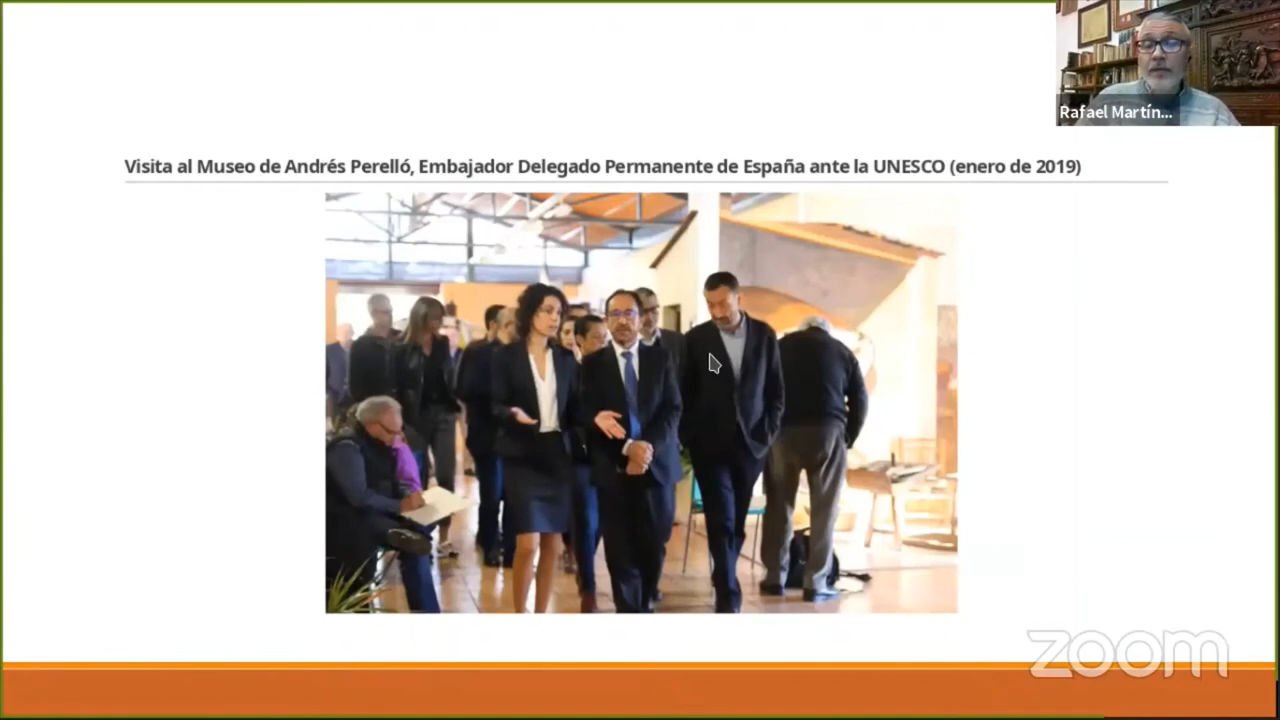 Rafael Martín...
Visita al Museo de Andrés Perelló, Embajador Delegado Permanente de España ante la UNESCO (enero de 2019)
zoom